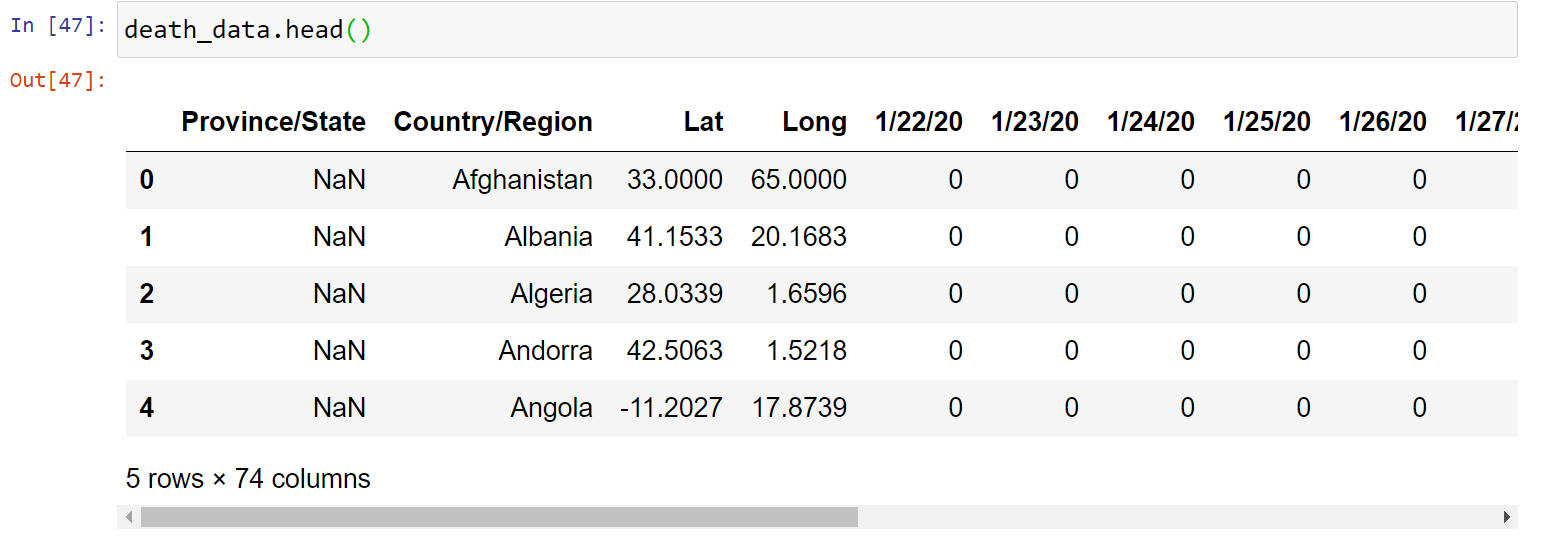 In [47]: death_data.head()
Out[47]:
Province/State Country/Region Lat Long 1/22/20 1/23/20 1/24/20 1/25/20 1/26/20 1/27/2
0 NaN Afghanistan 33.0000 65.0000 0 0 0 0 0
1 NaN Albania 41.1533 20.1683 0 0 0 0 0
2 NaN Algeria 28.0339 1.6596 0 0 0 0 0
3 NaN Andorra 42.5063 1.5218 0 0 0 0 0
4 NaN Angola -11.2027 17.8739 0 0 0 0 0
5 rows × 74 columns